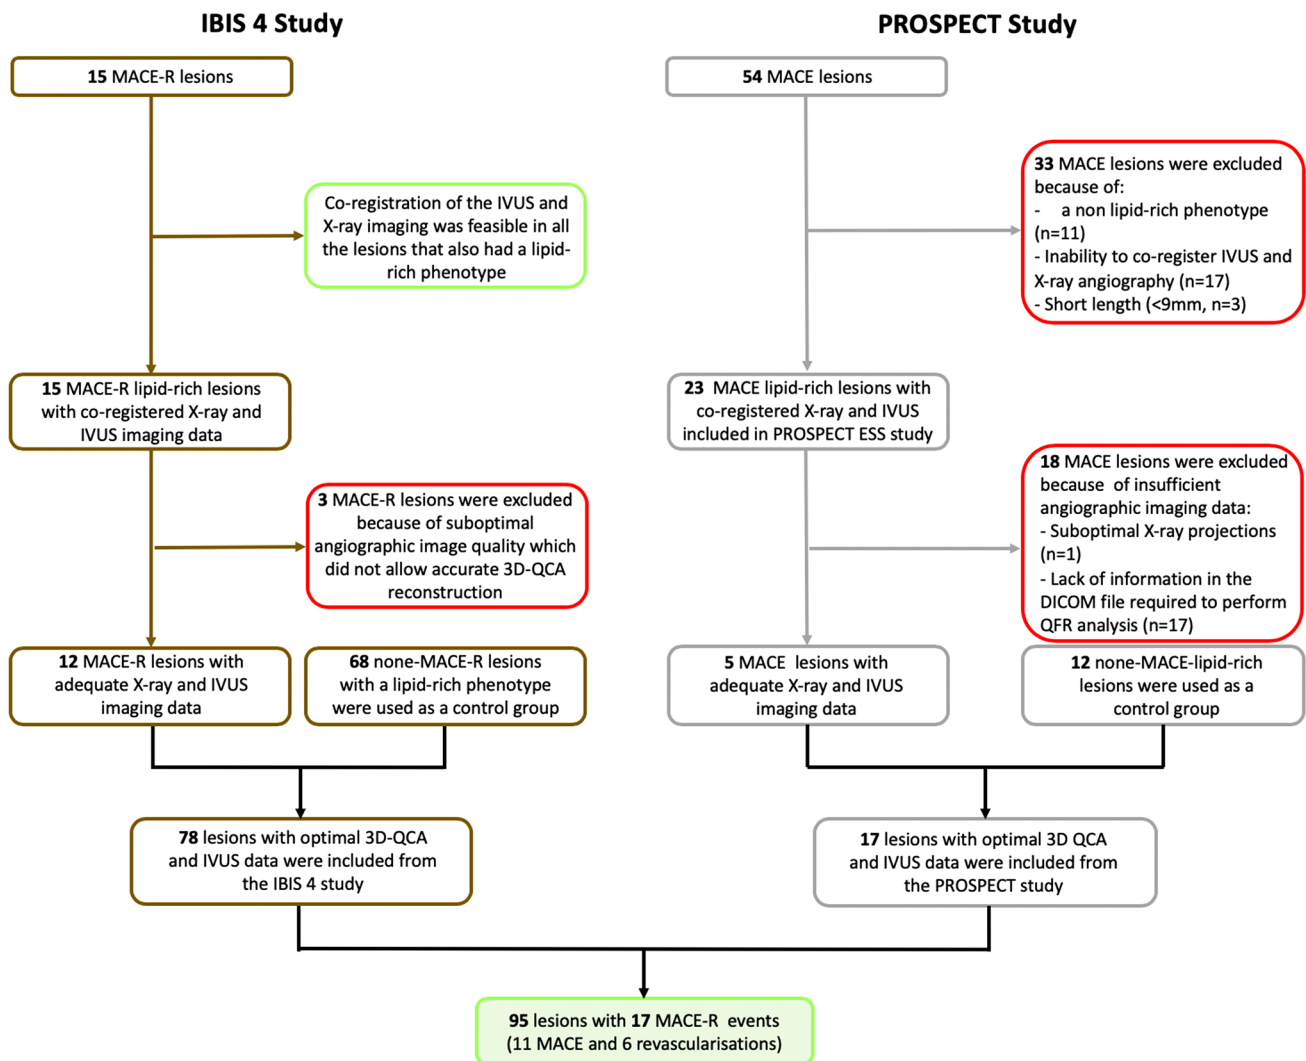 IBIS 4 Study
15 MACE-R lesions
Co-registration of the IVUS and
X-ray imaging was feasible in all
the lesions that also had a lipid-
rich phenotype
15 MACE-R lipid-rich lesions
with co-registered X-ray and
IVUS imaging data
3 MACE-R lesions were excluded
because of suboptimal
angiographic image quality which
did not allow accurate 3D-QCA
reconstruction
12 MACE-R lesions with
adequate X-ray and IVUS
imaging data
68 none-MACE-R lesions
with a lipid-rich phenotype
were used as a control group
78 lesions with optimal 3D-QCA
and IVUS data were included from
the IBIS 4 study
PROSPECT Study
54 MACE lesions
33 MACE lesions were excluded
because of:
- a non lipid-rich phenotype
(n=11)
- Inability to co-register IVUS and
X-ray angiography (n=17)
- Short length (<9mm, n=3)
23 MACE lipid-rich lesions with
co-registered X-ray and IVUS
included in PROSPECT ESS study
18 MACE lesions were excluded
because of insufficient
angiographic imaging data:
- Suboptimal X-ray projections
(n=1)
- Lack of information in the
DICOM file required to perform
QFR analysis (n=17)
5 MACE lesions with
adequate X-ray and IVUS
imaging data
12 none-MACE-lipid-rich
lesions were used as a
control group
17 lesions with optimal 3D QCA
and IVUS data were included from
the PROSPECT study
95 lesions with 17 MACE-R events
(11 MACE and 6 revascularisations)